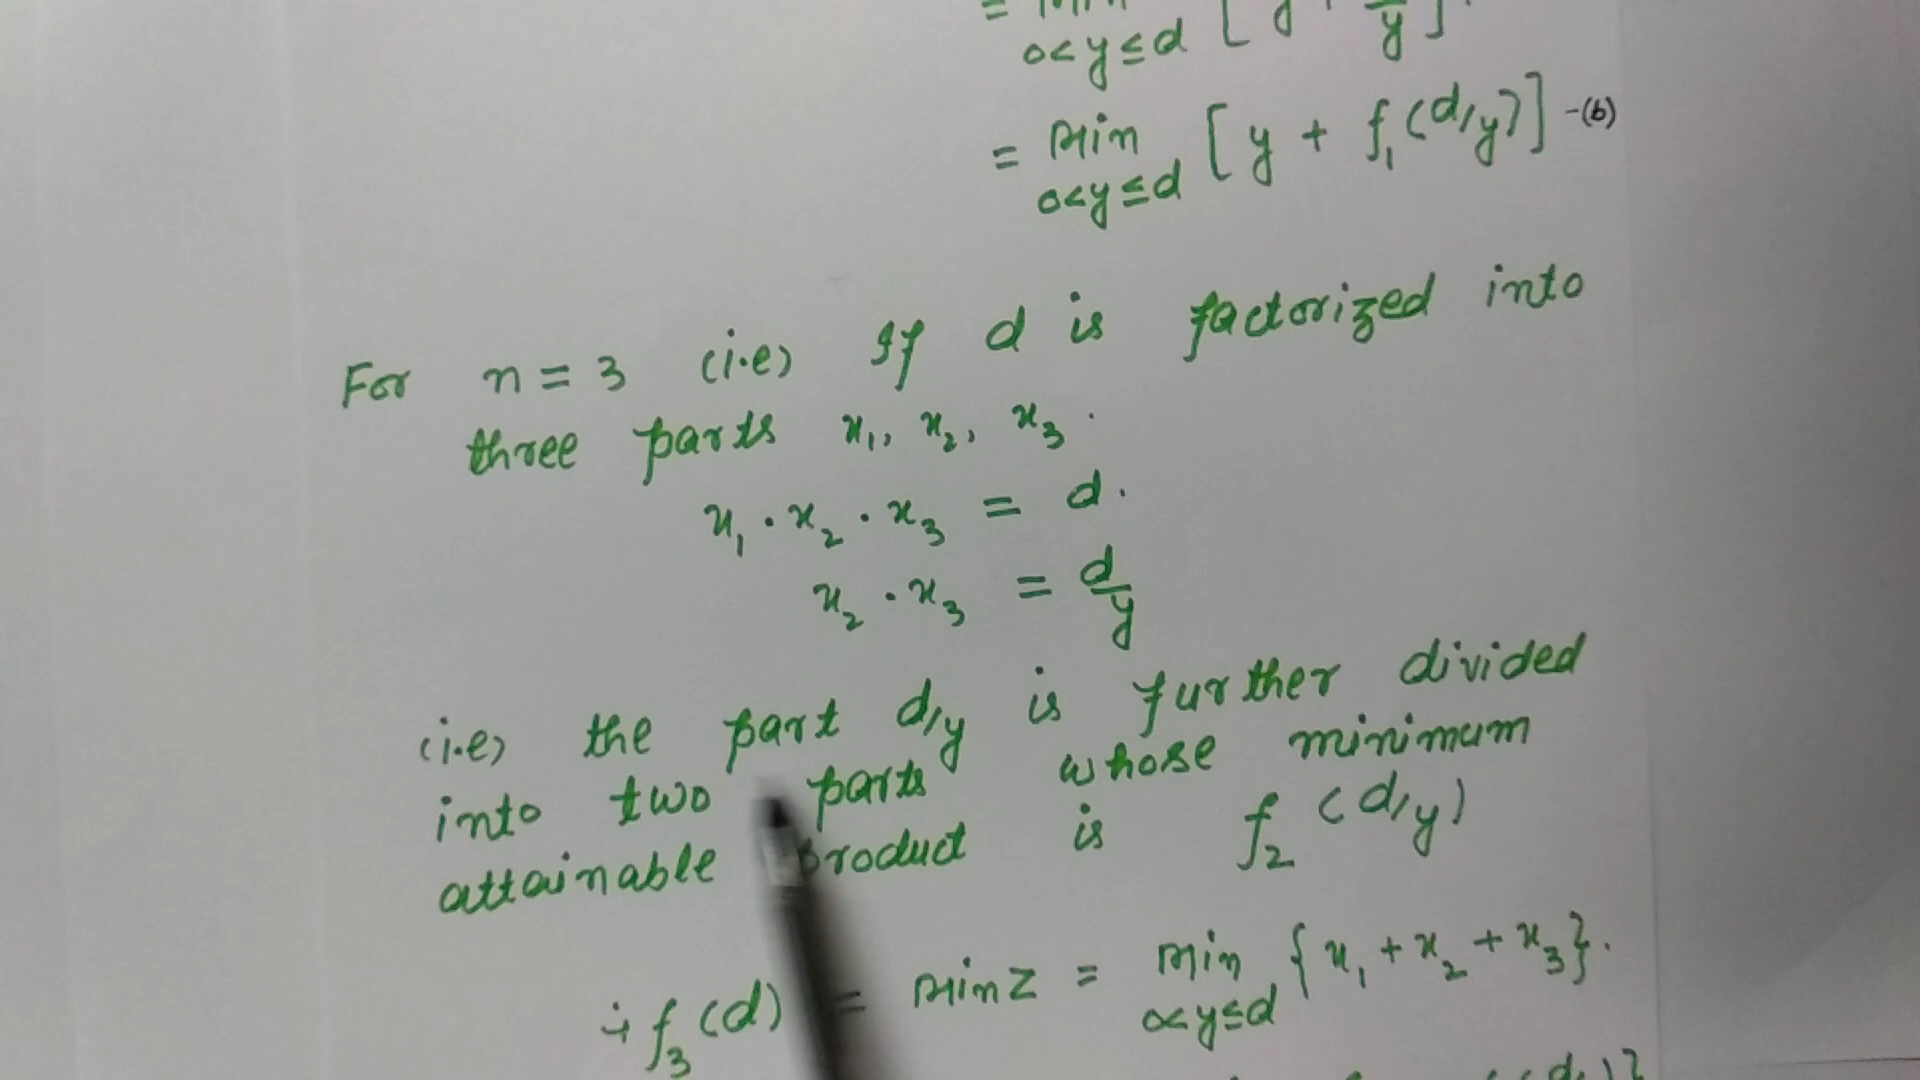 = Min 0<y≤d [y + d/y].
= Min 0<y≤d [y + f₁(d/y)] -(b)
For n = 3 (i.e) If d is factorized into
three parts x₁, x₂, x₃.
x₁ · x₂ · x₃ = d.
x₂ · x₃ = d/y
(i.e) the part d/y is further divided
into two parts whose minimum
attainable product is f₂ (d/y)
∴ f₃(d) = Min Z = Min 0<y≤d {x₁ + x₂ + x₃}.